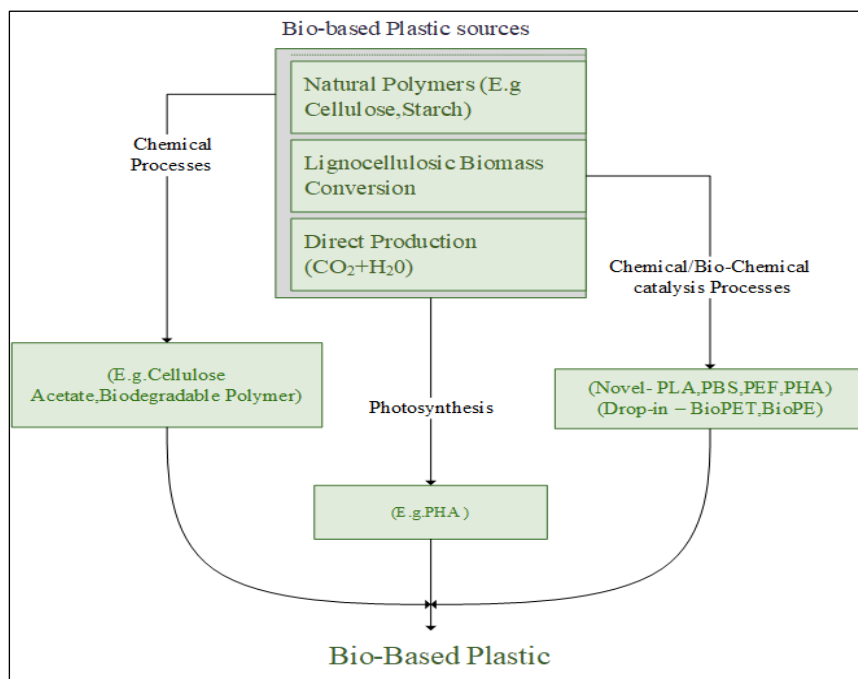 Bio-based Plastic sources
Natural Polymers (E.g
Cellulose,Starch)
Chemical
Processes
Lignocellulosic Biomass
Conversion
Direct Production
(CO₂+H₂0)
Chemical/Bio-Chemical
catalysis Processes
(E.g.Cellulose
Acetate,Biodegradable Polymer)
Photosynthesis
(Novel- PLA,PBS,PEF,PHA)
(Drop-in – BioPET,BioPE)
(E.g.PHA )
Bio-Based Plastic